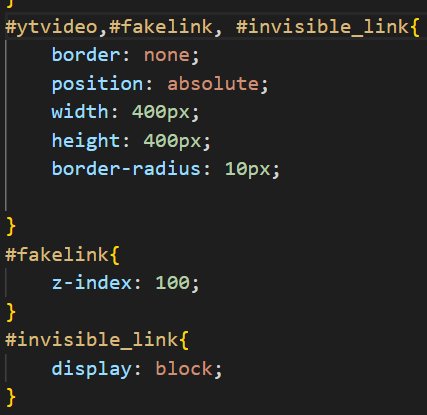 }
#ytvideo,#fakelink, #invisible_link{
    border: none;
    position: absolute;
    width: 400px;
    height: 400px;
    border-radius: 10px;

}
#fakelink{
    z-index: 100;
}
#invisible_link{
    display: block;
}